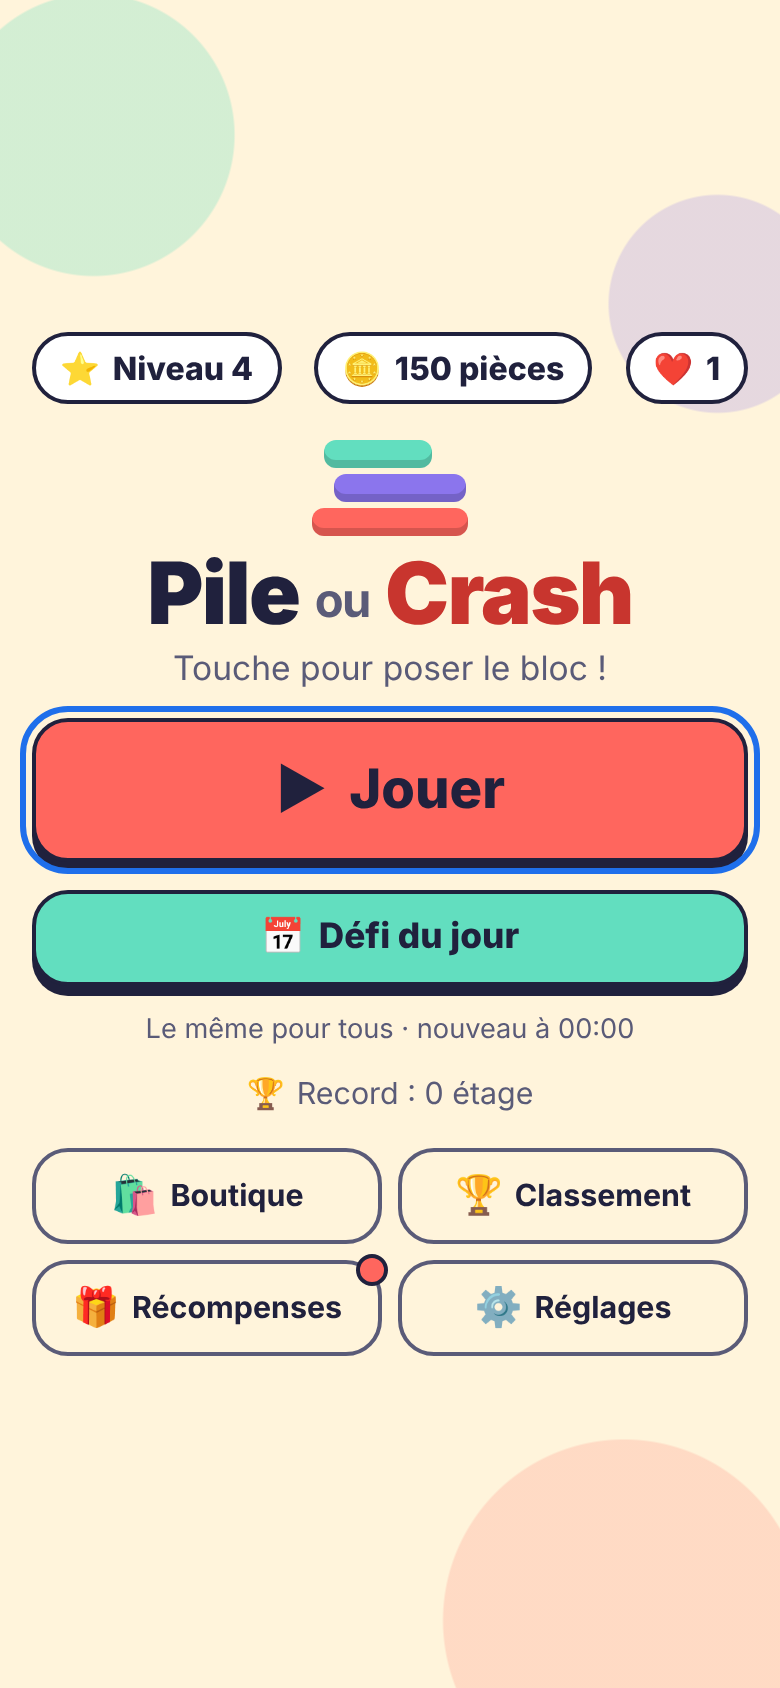 ⭐ Niveau 4 🪙 150 pièces ❤️ 1
Pile ou Crash
Touche pour poser le bloc !
▶ Jouer
📅 Défi du jour
Le même pour tous · nouveau à 00:00
🏆 Record : 0 étage
🛍️ Boutique 🏆 Classement
🎁 Récompenses ⚙️ Réglages